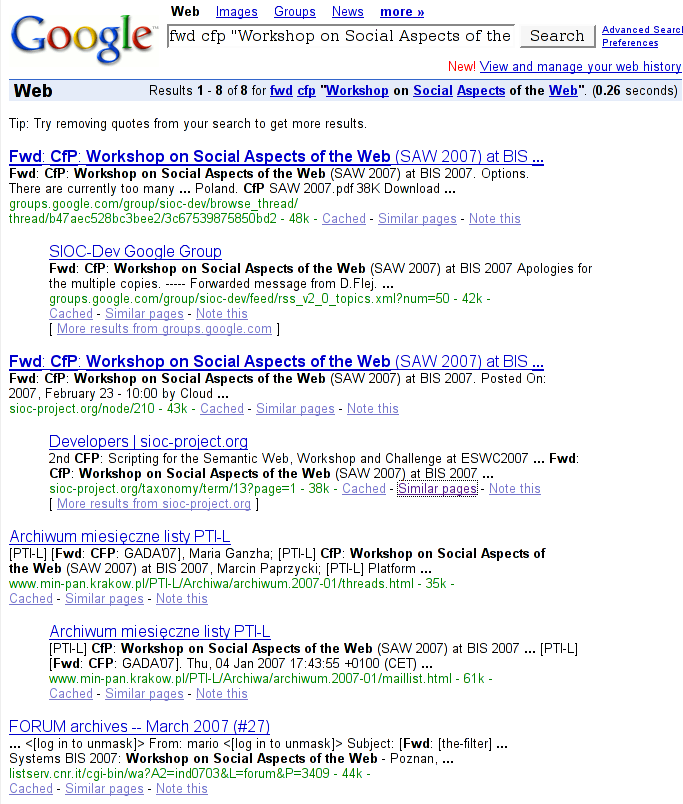 Web Images Groups News more »
Google™
fwd cfp "Workshop on Social Aspects of the Search Advanced Searc
Preferences
New! View and manage your web history
Web Results 1 - 8 of 8 for fwd cfp "Workshop on Social Aspects of the Web". (0.26 seconds)
Tip: Try removing quotes from your search to get more results.
Fwd: CfP: Workshop on Social Aspects of the Web (SAW 2007) at BIS ...
Fwd: CfP: Workshop on Social Aspects of the Web (SAW 2007) at BIS 2007. Options.
There are currently too many ... Poland. CfP SAW 2007.pdf 38K Download ...
groups.google.com/group/sioc-dev/browse_thread/
thread/b47aec528bc3bee2/3c67539875850bd2 - 48k - Cached - Similar pages - Note this
SIOC-Dev Google Group
Fwd: CfP: Workshop on Social Aspects of the Web (SAW 2007) at BIS 2007 Apologies for
the multiple copies. ----- Forwarded message from D.Flej. ...
groups.google.com/group/sioc-dev/feed/rss_v2_0_topics.xml?num=50 - 42k -
Cached - Similar pages - Note this
[ More results from groups.google.com ]
Fwd: CfP: Workshop on Social Aspects of the Web (SAW 2007) at BIS ...
Fwd: CfP: Workshop on Social Aspects of the Web (SAW 2007) at BIS 2007. Posted On:
2007, February 23 - 10:00 by Cloud ...
sioc-project.org/node/210 - 43k - Cached - Similar pages - Note this
Developers | sioc-project.org
2nd CFP: Scripting for the Semantic Web, Workshop and Challenge at ESWC2007 ... Fwd:
CfP: Workshop on Social Aspects of the Web (SAW 2007) at BIS 2007 ...
sioc-project.org/taxonomy/term/13?page=1 - 38k - Cached - Similar pages - Note this
[ More results from sioc-project.org ]
Archiwum miesięczne listy PTI-L
[PTI-L] [Fwd: CFP: GADA'07], Maria Ganzha; [PTI-L] CfP: Workshop on Social Aspects of
the Web (SAW 2007) at BIS 2007, Marcin Paprzycki; [PTI-L] Platform ...
www.min-pan.krakow.pl/PTI-L/Archiwa/archiwum.2007-01/threads.html - 35k -
Cached - Similar pages - Note this
Archiwum miesięczne listy PTI-L
[PTI-L] CfP: Workshop on Social Aspects of the Web (SAW 2007) at BIS 2007 ... [PTI-L]
[Fwd: CFP: GADA'07]. Thu, 04 Jan 2007 17:43:55 +0100 (CET) ...
www.min-pan.krakow.pl/PTI-L/Archiwa/archiwum.2007-01/maillist.html - 61k -
Cached - Similar pages - Note this
FORUM archives -- March 2007 (#27)
... <[log in to unmask]> From: mario <[log in to unmask]> Subject: [Fwd: [the-filter] ...
Systems BIS 2007: Workshop on Social Aspects of the Web - Poznan, ...
listserv.cnr.it/cgi-bin/wa?A2=ind0703&L=forum&P=3409 - 44k -
Cached - Similar pages - Note this